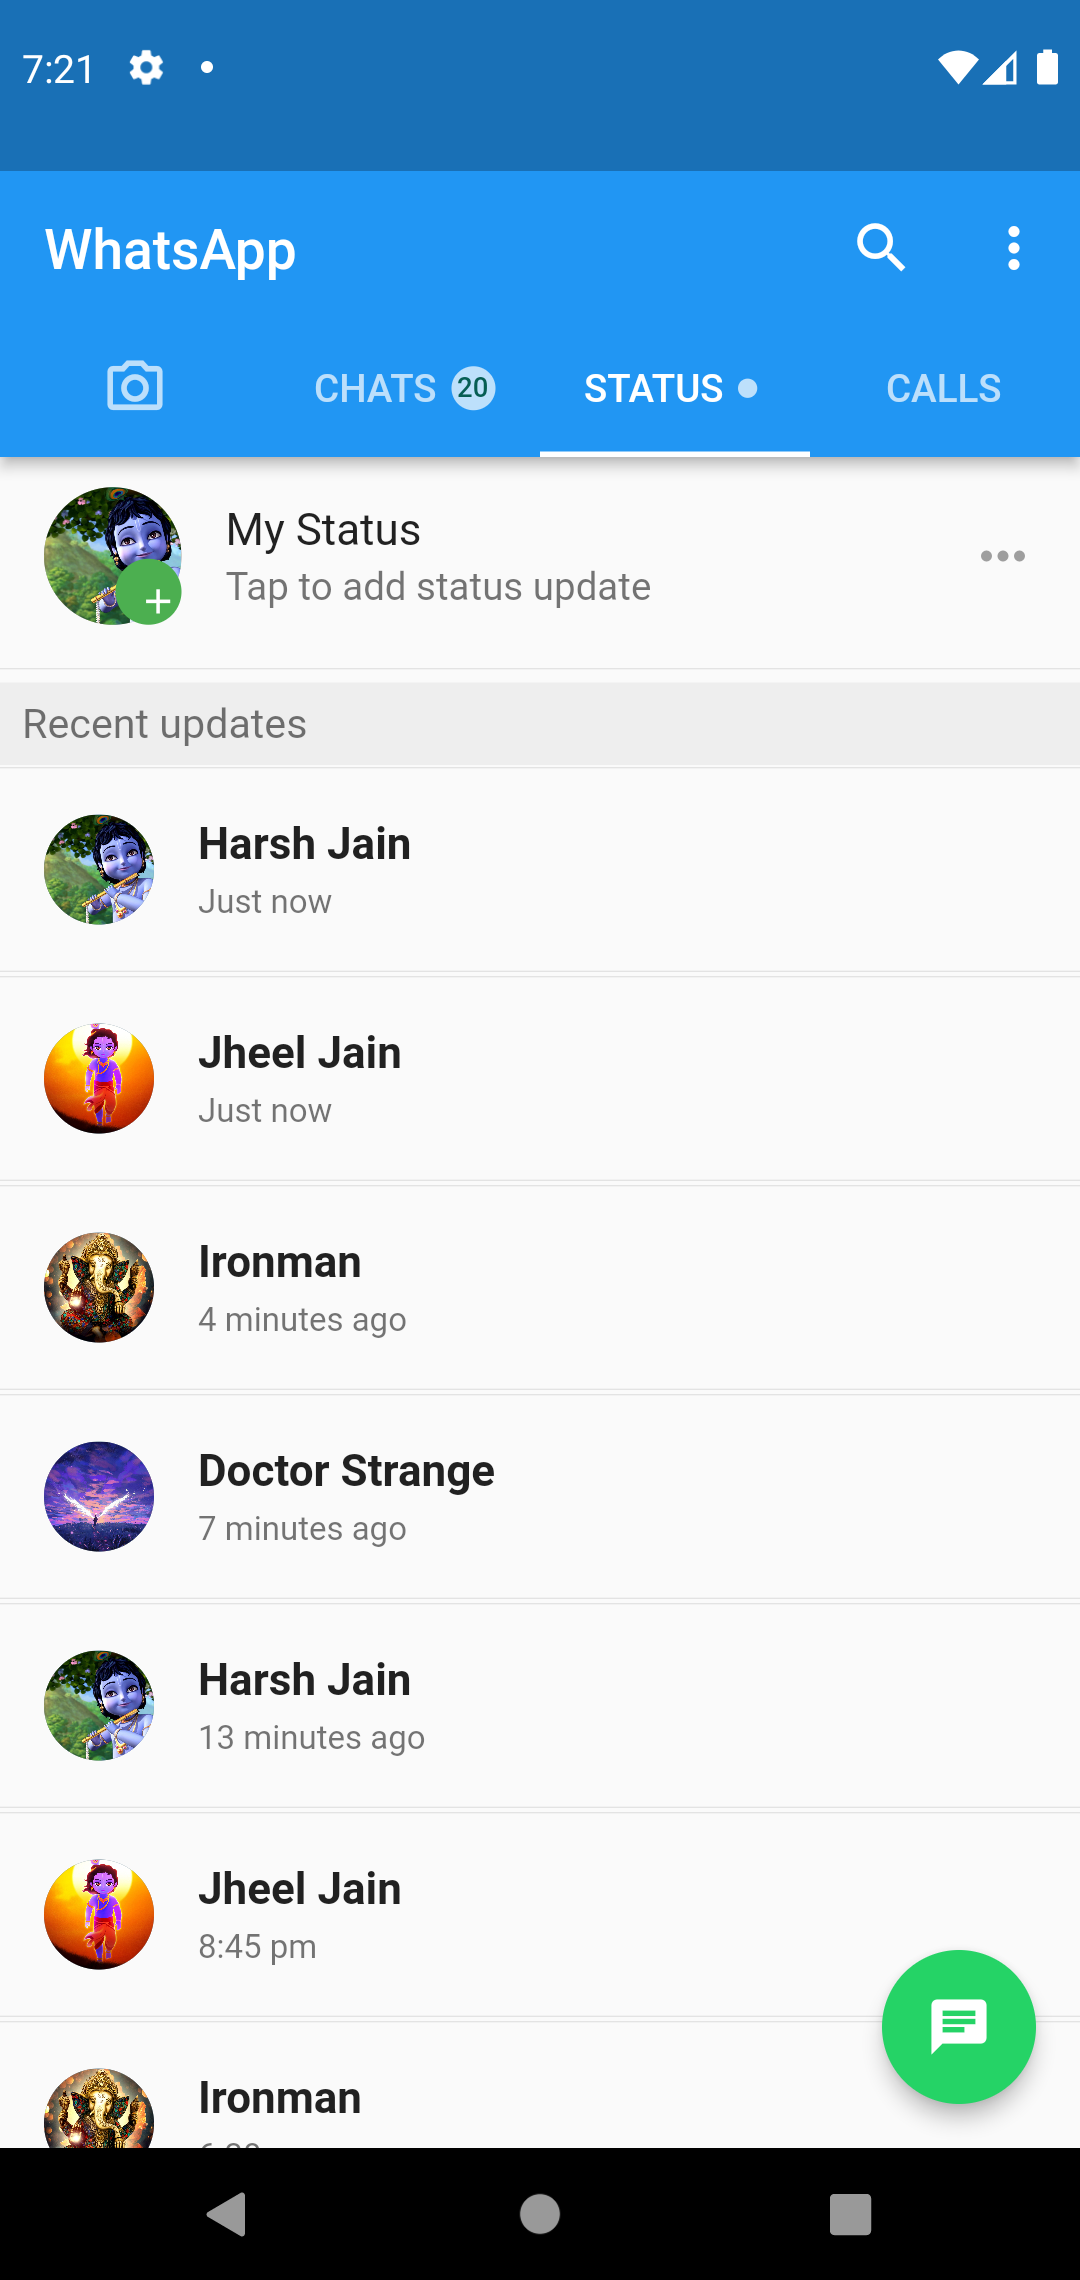 7:21
WhatsApp
CHATS 20 STATUS CALLS
My Status
Tap to add status update
Recent updates
Harsh Jain
Just now
Jheel Jain
Just now
Ironman
4 minutes ago
Doctor Strange
7 minutes ago
Harsh Jain
13 minutes ago
Jheel Jain
8:45 pm
Ironman